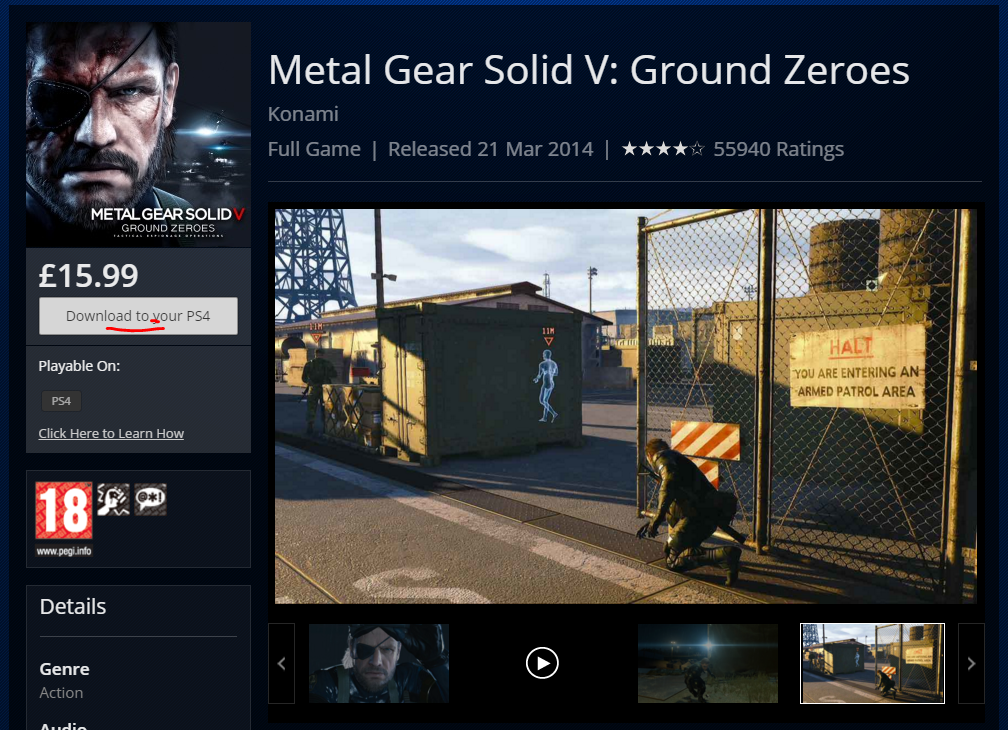 Metal Gear Solid V: Ground Zeroes
Konami
Full Game | Released 21 Mar 2014 | ★★★★☆ 55940 Ratings
METAL GEAR SOLID V
GROUND ZEROES
TACTICAL ESPIONAGE OPERATIONS
£15.99
Download to your PS4
Playable On:
PS4
Click Here to Learn How
18
www.pegi.info
@*!
Details
Genre
Action
Audio
11M
11M
HALT
YOU ARE ENTERING AN
ARMED PATROL AREA